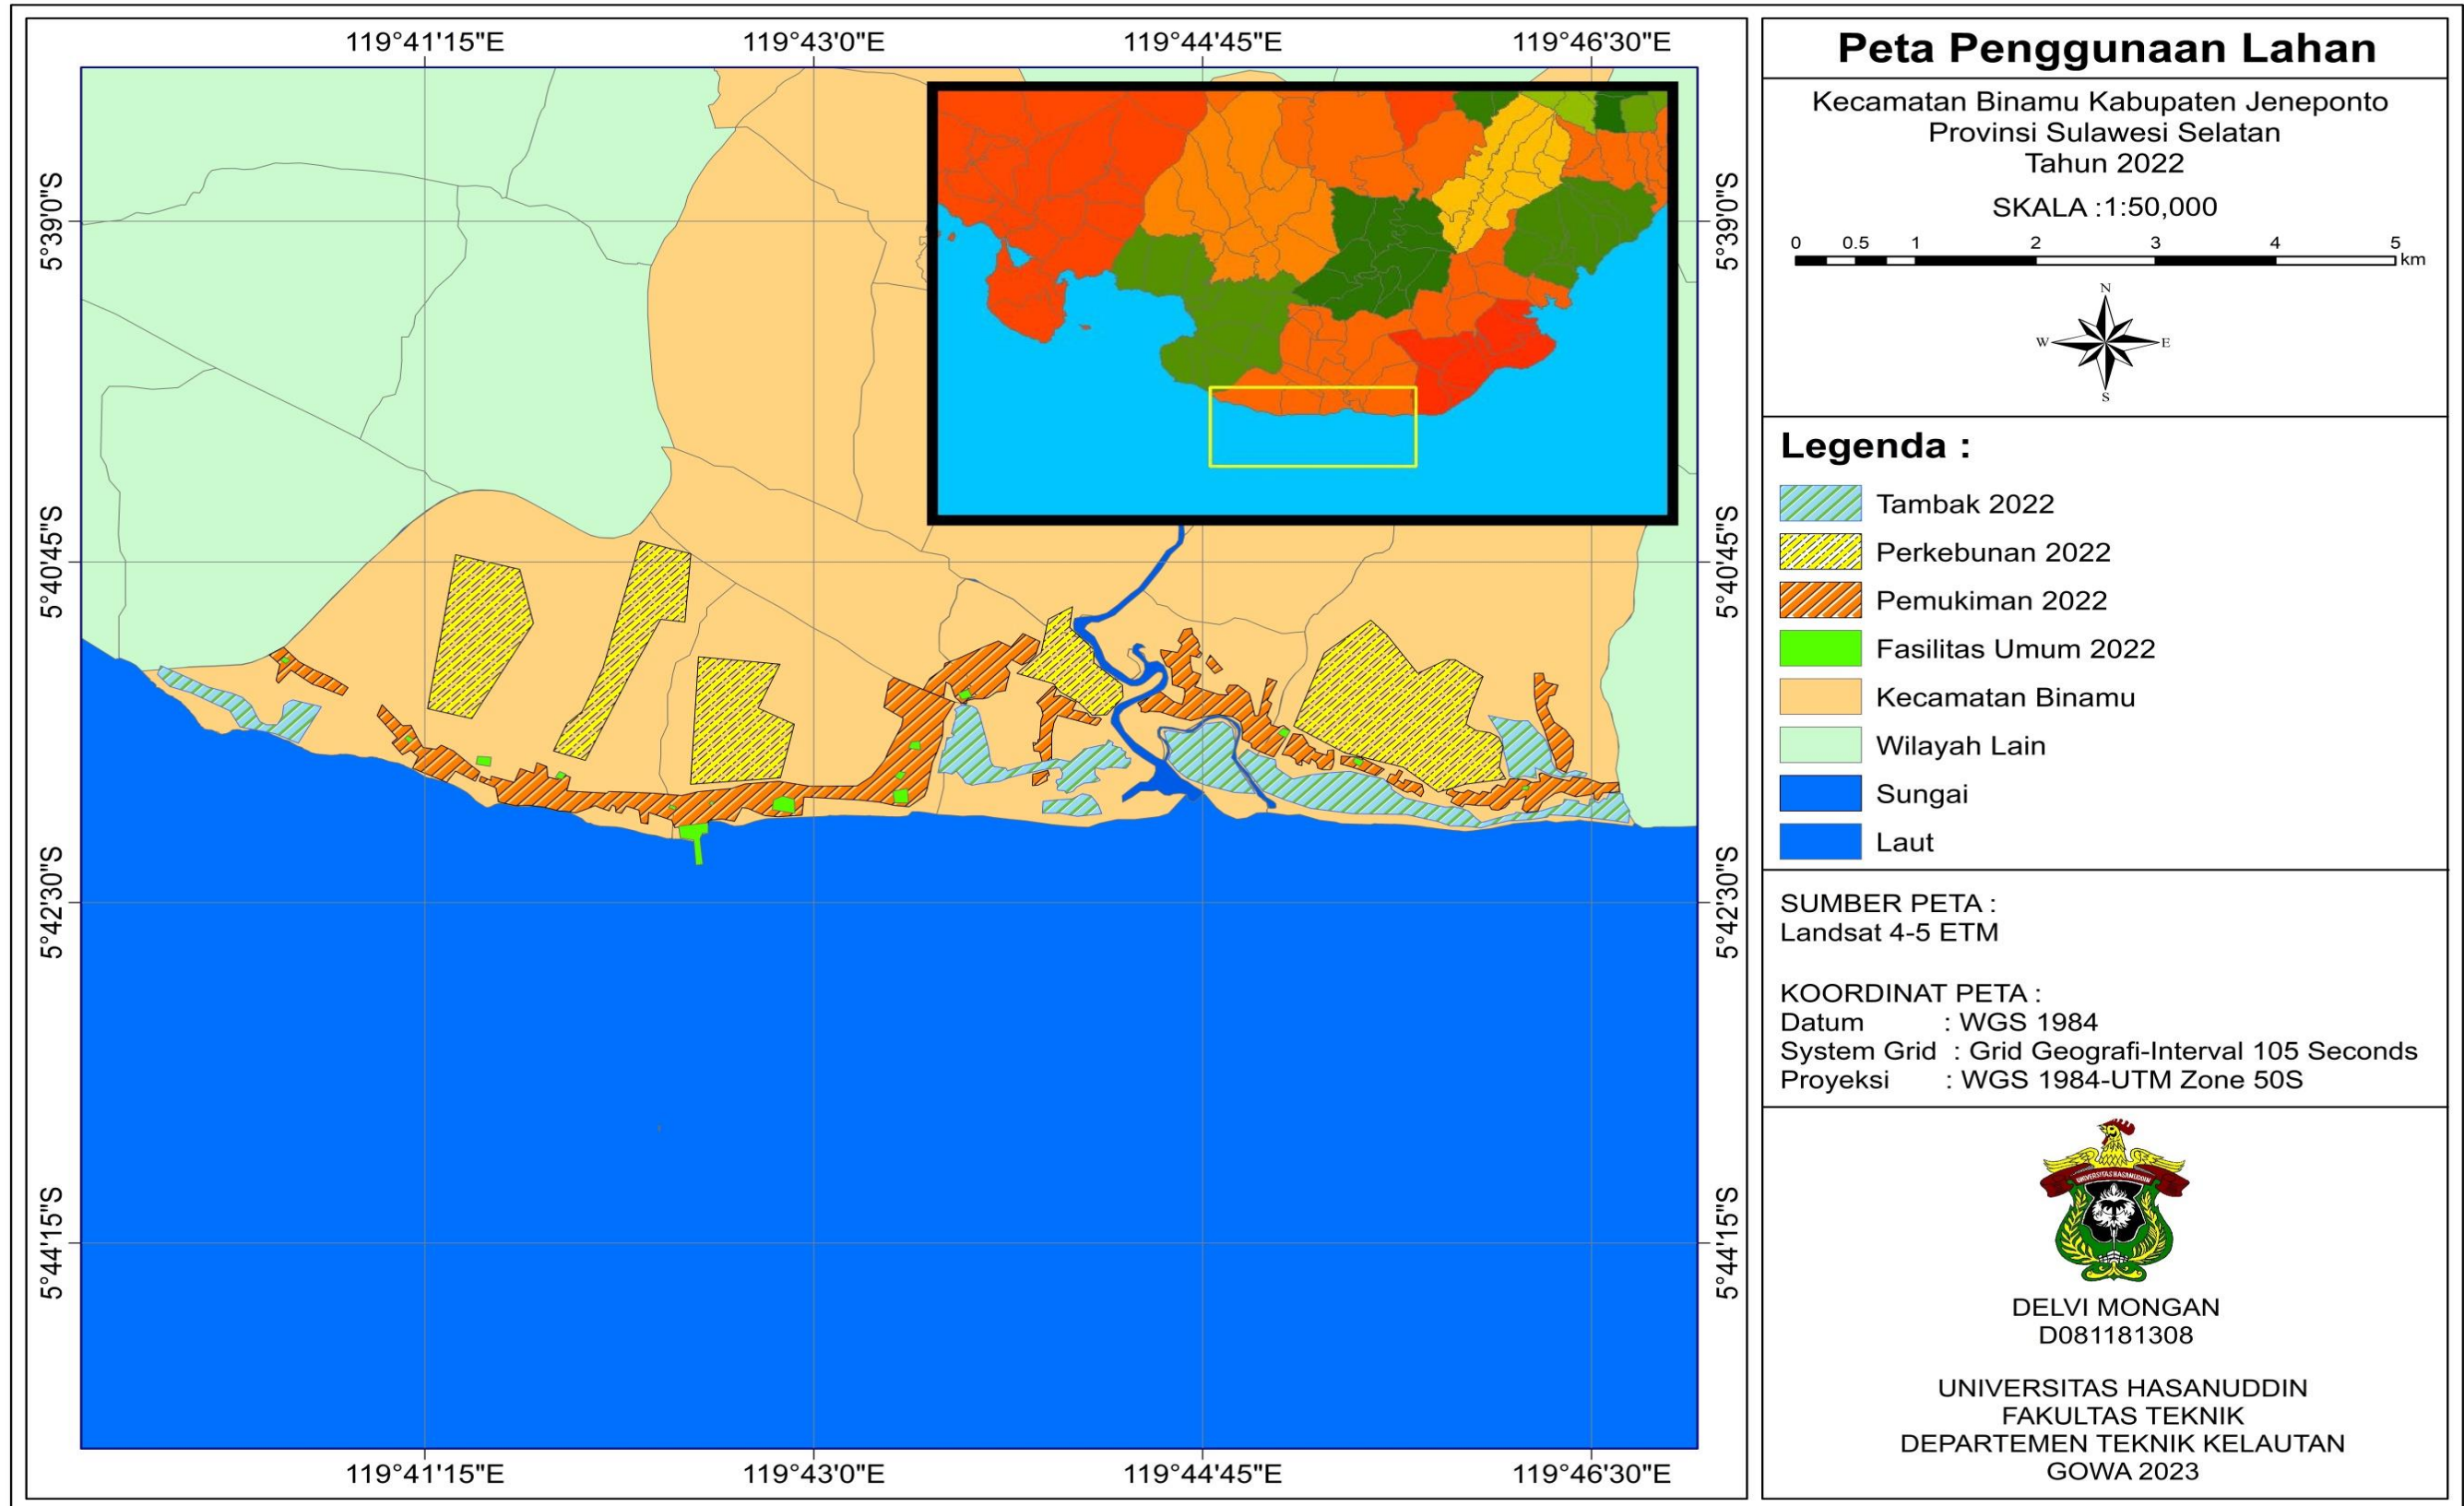 119°41'15"E 119°43'0"E 119°44'45"E 119°46'30"E
5°39'0"S 5°39'0"S
5°40'45"S 5°40'45"S
5°42'30"S 5°42'30"S
5°44'15"S 5°44'15"S
119°41'15"E 119°43'0"E 119°44'45"E 119°46'30"E
Peta Penggunaan Lahan
Kecamatan Binamu Kabupaten Jeneponto
Provinsi Sulawesi Selatan
Tahun 2022
SKALA :1:50,000
0 0.5 1 2 3 4 5
km
N
W E
S
Legenda :
Tambak 2022
Perkebunan 2022
Pemukiman 2022
Fasilitas Umum 2022
Kecamatan Binamu
Wilayah Lain
Sungai
Laut
SUMBER PETA :
Landsat 4-5 ETM
KOORDINAT PETA :
Datum : WGS 1984
System Grid : Grid Geografi-Interval 105 Seconds
Proyeksi : WGS 1984-UTM Zone 50S
UNIVERSITAS HASANUDDIN
DELVI MONGAN
D081181308
UNIVERSITAS HASANUDDIN
FAKULTAS TEKNIK
DEPARTEMEN TEKNIK KELAUTAN
GOWA 2023